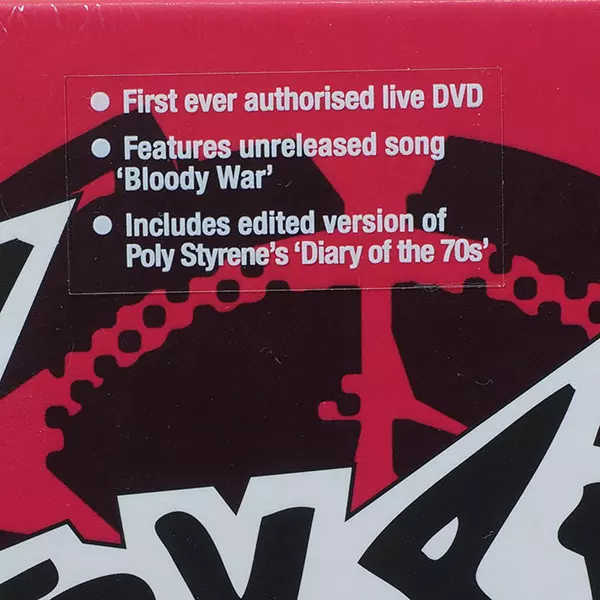 ● First ever authorised live DVD
● Features unreleased song
‘Bloody War’
● Includes edited version of
Poly Styrene’s ‘Diary of the 70s’